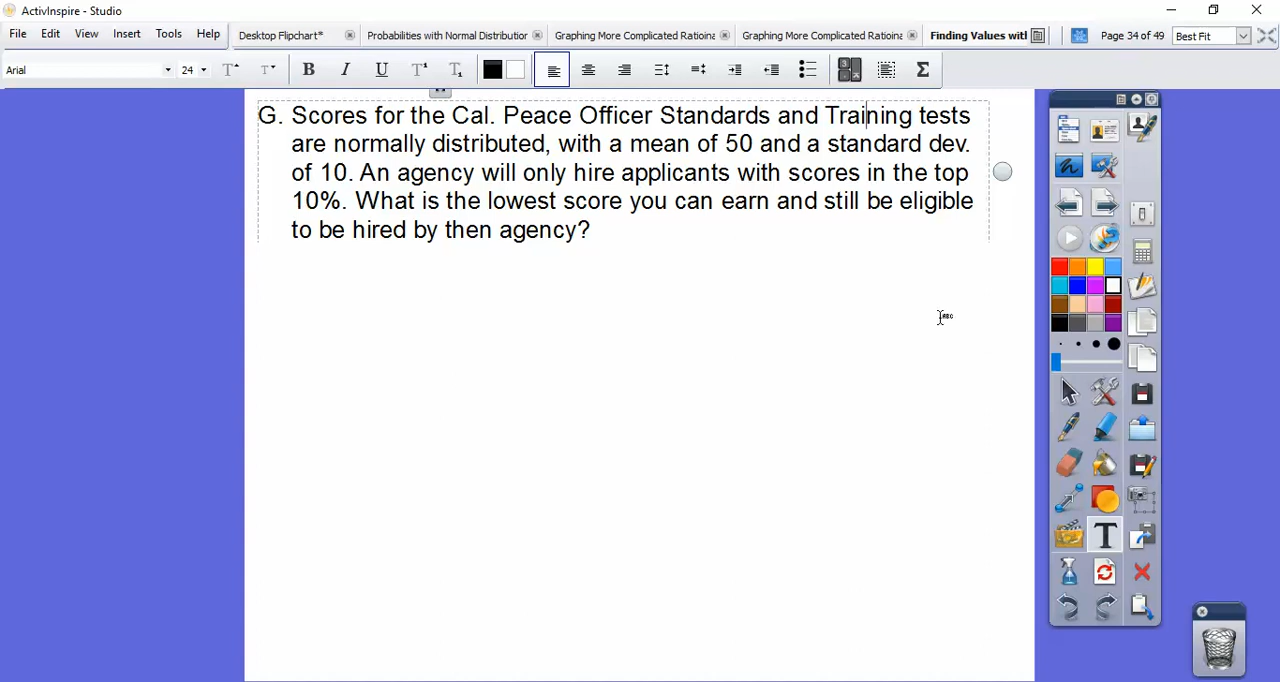 ActivInspire - Studio
File Edit View Insert Tools Help
Desktop Flipchart* Probabilities with Normal Distribution Graphing More Complicated Rationa Graphing More Complicated Rationa Finding Values with Page 34 of 49 Best Fit
Arial 24 B I U T T
G. Scores for the Cal. Peace Officer Standards and Training tests
are normally distributed, with a mean of 50 and a standard dev.
of 10. An agency will only hire applicants with scores in the top
10%. What is the lowest score you can earn and still be eligible
to be hired by then agency?